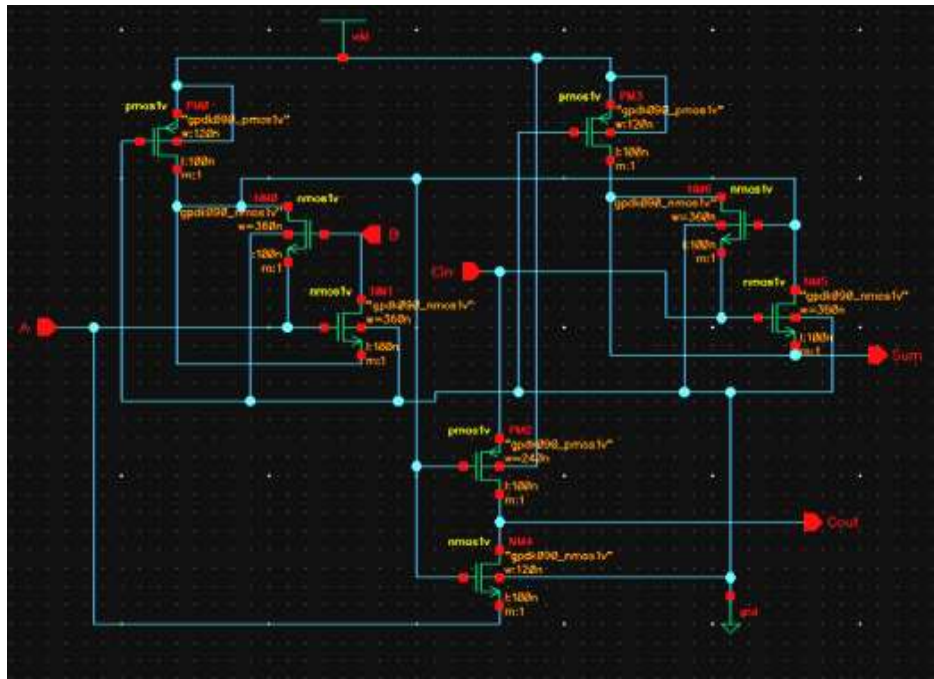 vdd
pmos1v PM0
"gpdk090_pmos1v"
w:120n
l:100n
m:1
pmos1v PM3
"gpdk090_pmos1v"
w:120n
l:100n
m:1
NM0 nmos1v
"gpdk090_nmos1v"
w=360n
l:100n
m:1
B
NM6 nmos1v
"gpdk090_nmos1v"
w=360n
l:100n
m:1
Cin
nmos1v NM1
"gpdk090_nmos1v"
w=360n
l:100n
m:1
nmos1v NM5
"gpdk090_nmos1v"
w=360n
l:100n
m:1
A
Sum
pmos1v PM2
"gpdk090_pmos1v"
w=240n
l:100n
m:1
Cout
nmos1v NM4
"gpdk090_nmos1v"
w:120n
l:100n
m:1
gnd